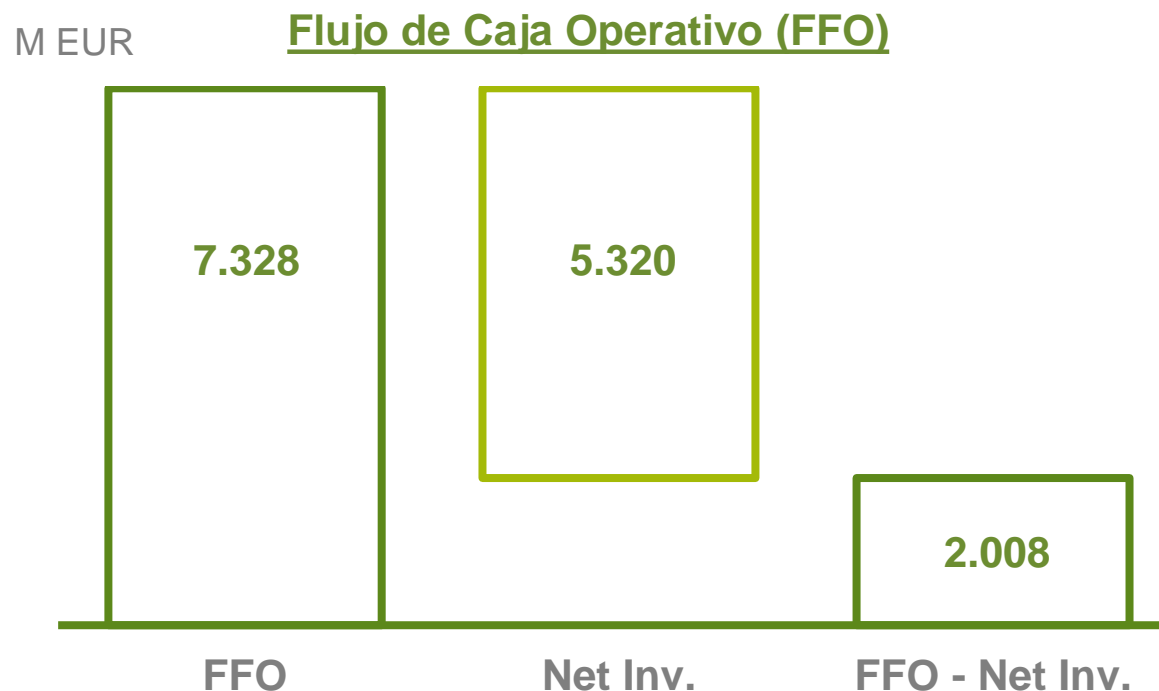 M EUR
Flujo de Caja Operativo (FFO)
7.328
5.320
2.008
FFO
Net Inv.
FFO - Net Inv.